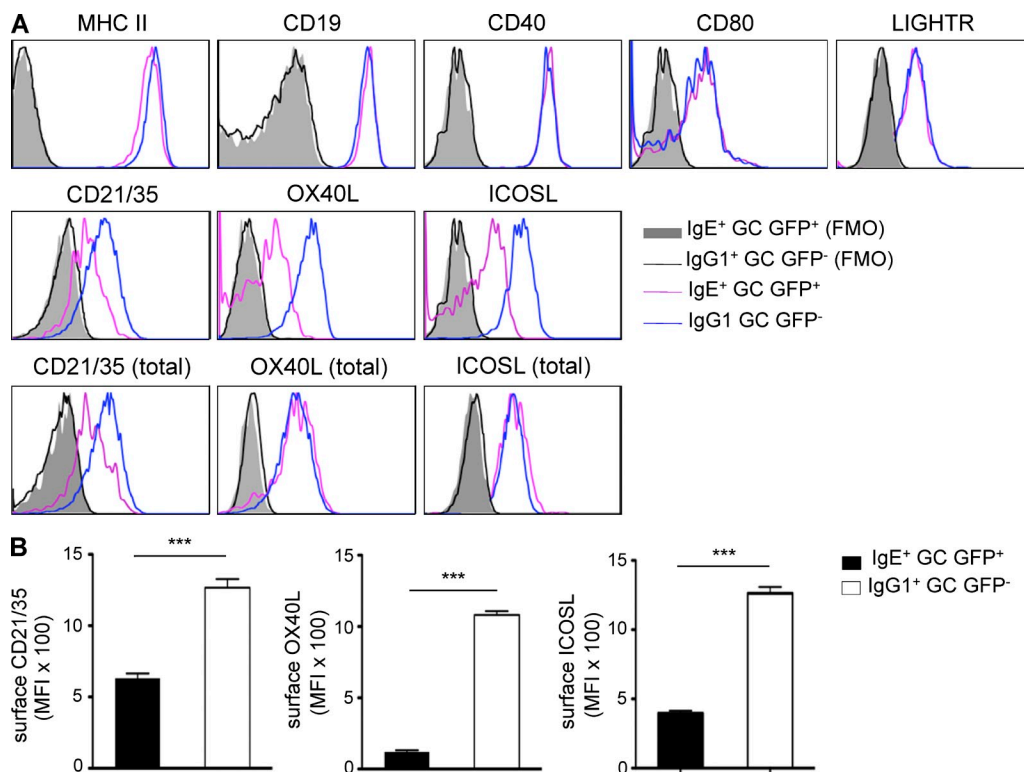 A
MHC II CD19 CD40 CD80 LIGHTR
CD21/35 OX40L ICOSL
IgE+ GC GFP+ (FMO)
IgG1+ GC GFP- (FMO)
IgE+ GC GFP+
IgG1 GC GFP-
CD21/35 (total) OX40L (total) ICOSL (total)
B
surface CD21/35
(MFI x 100)
15
10
5
0
***
surface OX40L
(MFI x 100)
15
10
5
0
***
surface ICOSL
(MFI x 100)
15
10
5
0
***
IgE+ GC GFP+
IgG1+ GC GFP-